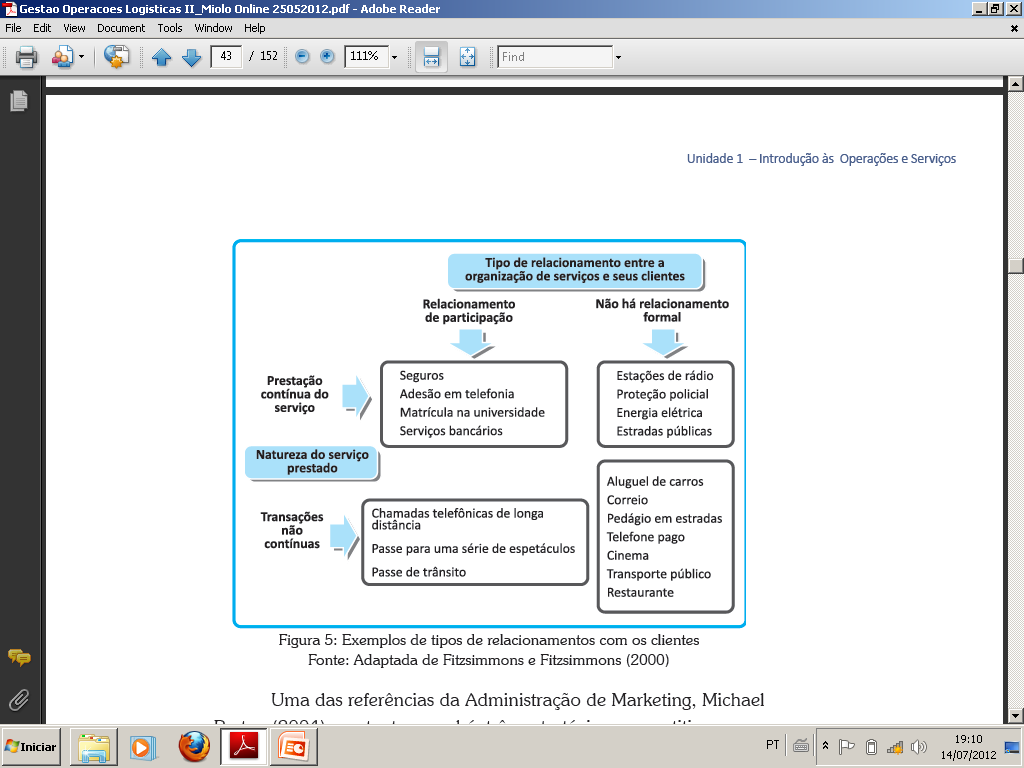 Gestao Operacoes Logisticas II_Miolo Online 25052012.pdf - Adobe Reader
File Edit View Document Tools Window Help
43 / 152 111% Find
Unidade 1 – Introdução às Operações e Serviços
Tipo de relacionamento entre a
organização de serviços e seus clientes
Relacionamento
de participação
Não há relacionamento
formal
Prestação
contínua do
serviço
Seguros
Adesão em telefonia
Matrícula na universidade
Serviços bancários
Estações de rádio
Proteção policial
Energia elétrica
Estradas públicas
Natureza do serviço
prestado
Transações
não
contínuas
Chamadas telefônicas de longa
distância
Passe para uma série de espetáculos
Passe de trânsito
Aluguel de carros
Correio
Pedágio em estradas
Telefone pago
Cinema
Transporte público
Restaurante
Figura 5: Exemplos de tipos de relacionamentos com os clientes
Fonte: Adaptada de Fitzsimmons e Fitzsimmons (2000)
Uma das referências da Administração de Marketing, Michael
Iniciar
PT
19:10
14/07/2012